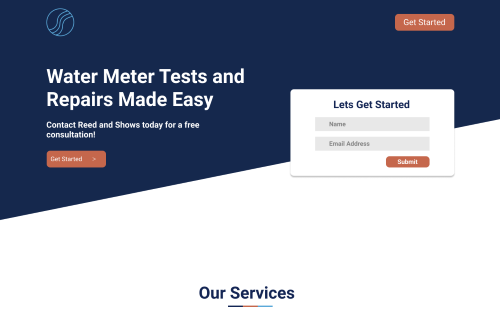 Get Started
Water Meter Tests and
Repairs Made Easy
Contact Reed and Shows today for a free
consultation!
Get Started >
Lets Get Started
Name
Email Address
Submit
Our Services